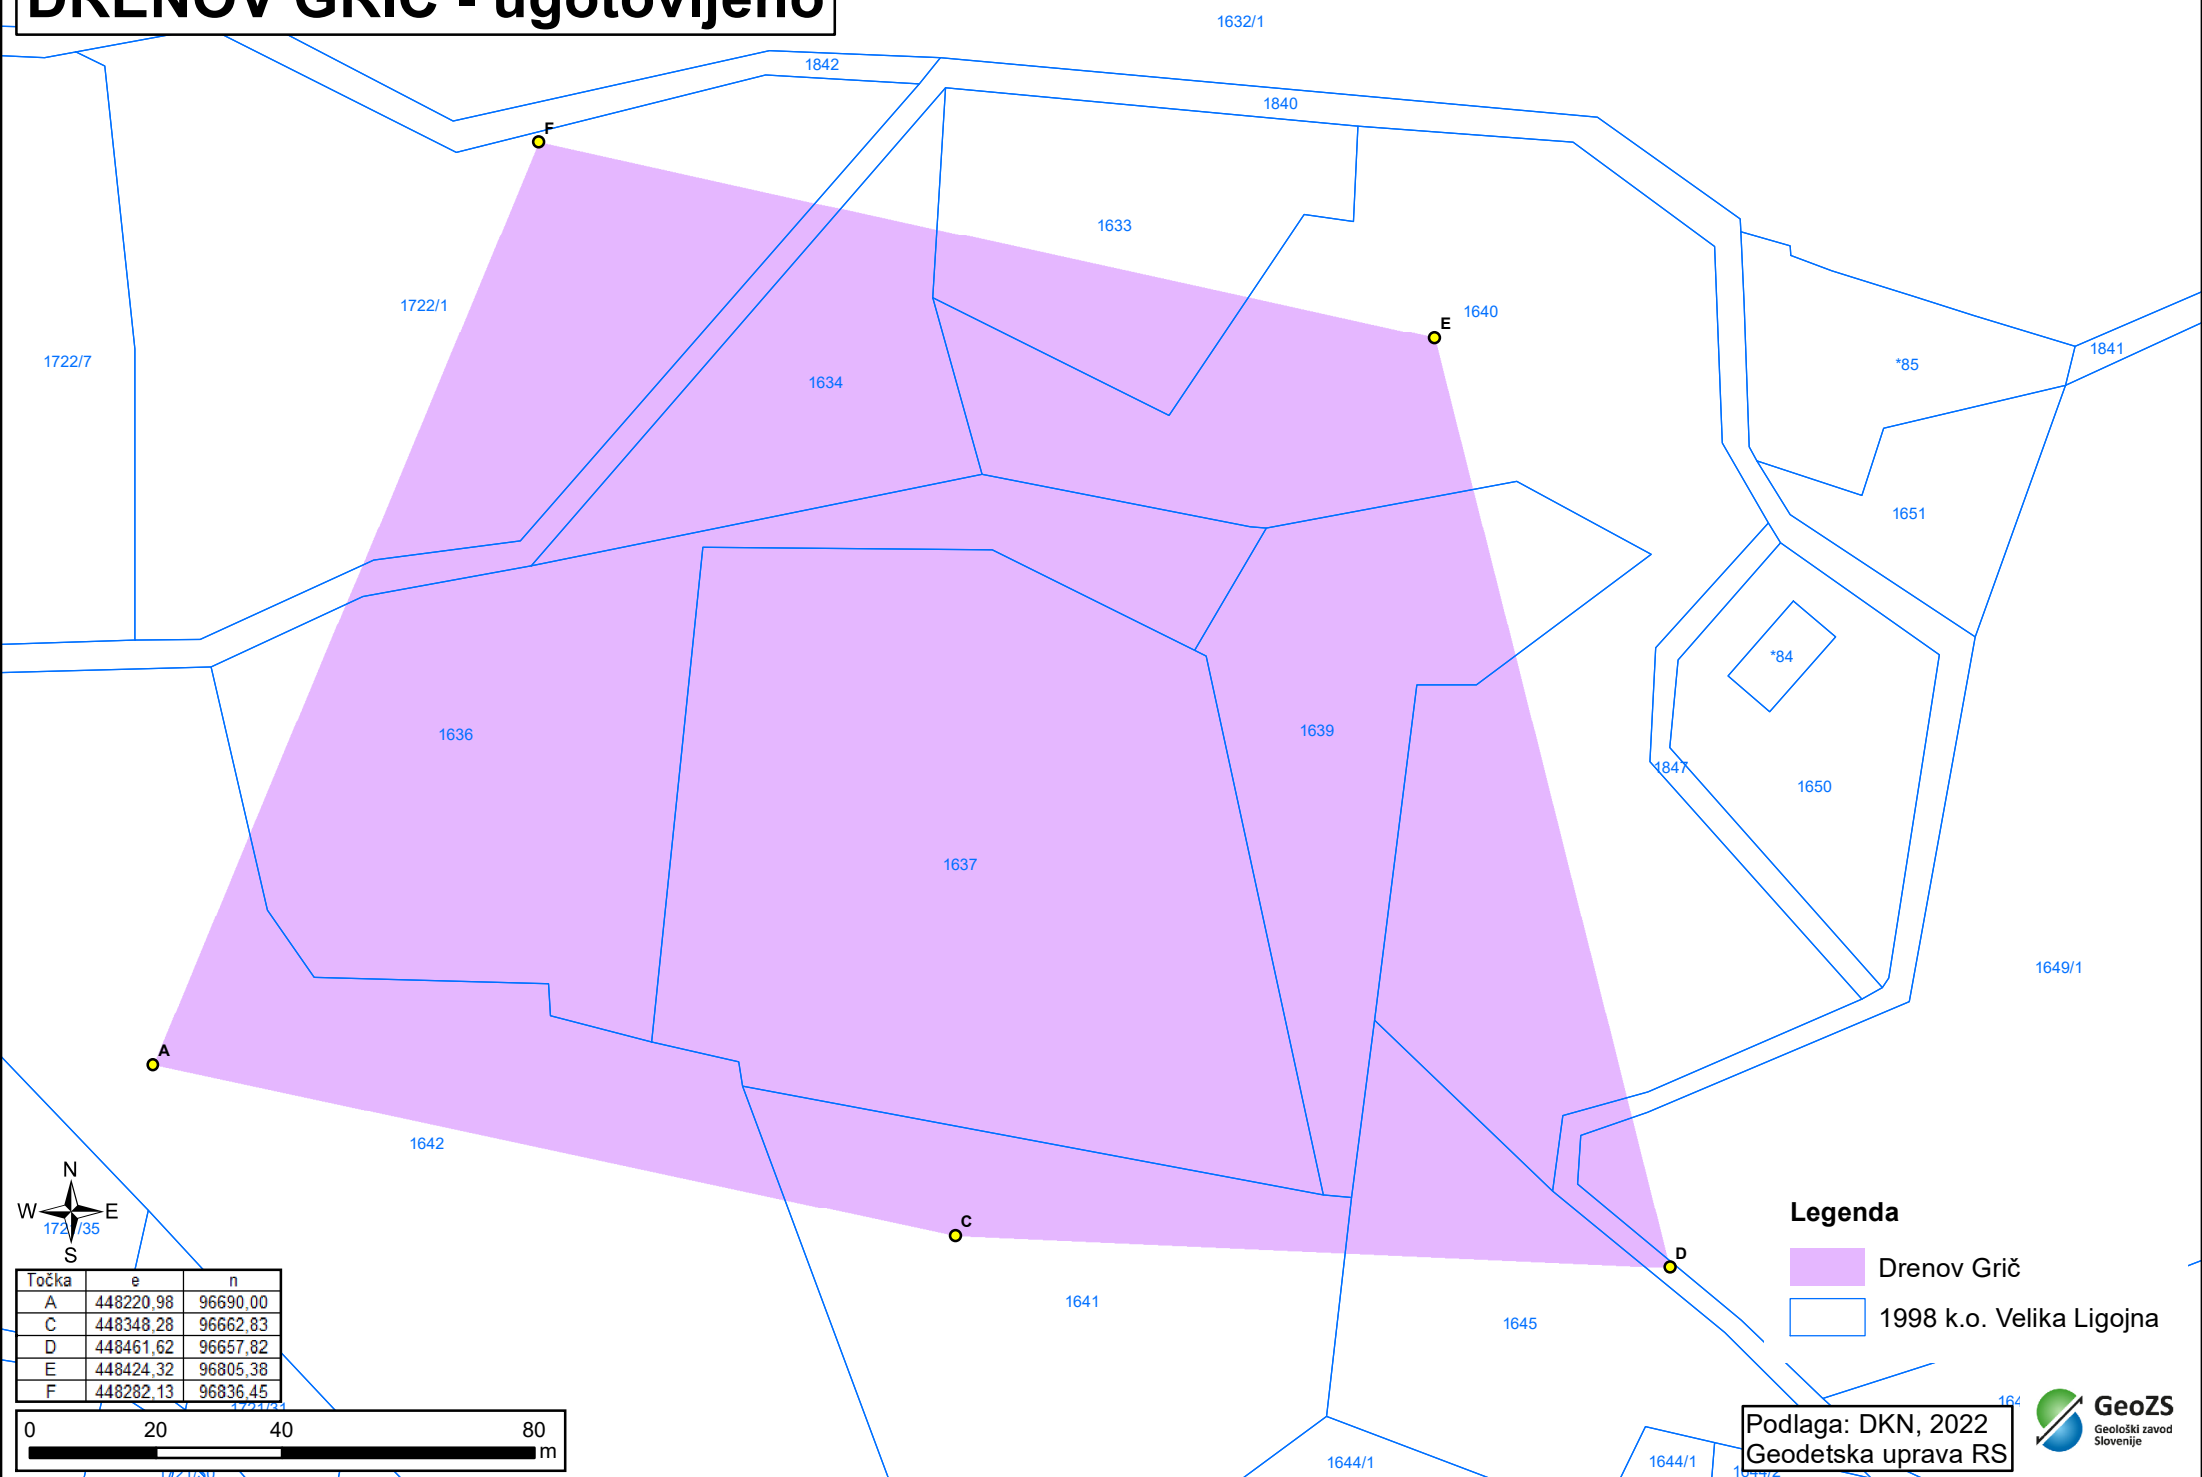 DRENOV GRIČ - ugotovljeno
1632/1
1842
1840
F
1633
1722/1
E
1640
1722/7
1841
*85
1634
1651
*84
1636
1639
1847
1650
1637
1649/1
A
1642
C
D
N
W E
S
1641
1645
Legenda
Drenov Grič
1998 k.o. Velika Ligojna
Točka e n
A 448220,98 96690,00
C 448348,28 96662,83
D 448461,62 96657,82
E 448424,32 96805,38
F 448282,13 96836,45
0 20 40 80
m
1644/1
1644/1
Podlaga: DKN, 2022
Geodetska uprava RS
GeoZS
Geološki zavod
Slovenije